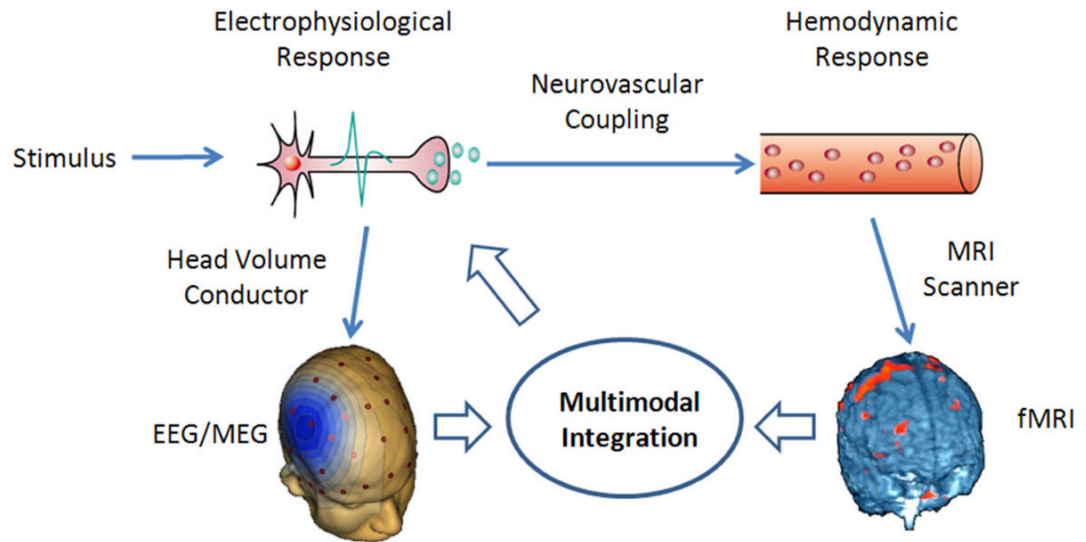 Electrophysiological
Response
Hemodynamic
Response
Neurovascular
Coupling
Stimulus
Head Volume
Conductor
MRI
Scanner
EEG/MEG
Multimodal
Integration
fMRI